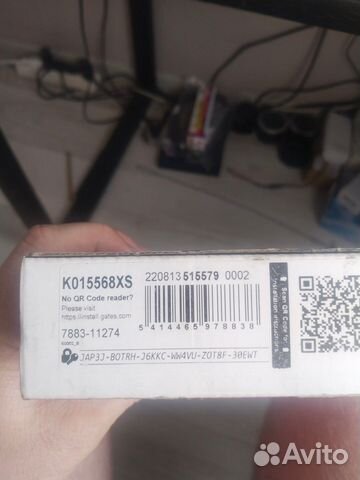 K015568XS
No QR Code reader?
Please visit
https://install.gates.com/
7883-11274
220813 515579 0002
5 414465 978838
JAP3J-BOTRH-J6KKC-WW4VU-ZOT8F-30EWT
Scan QR Code for
installation instructions
Avito